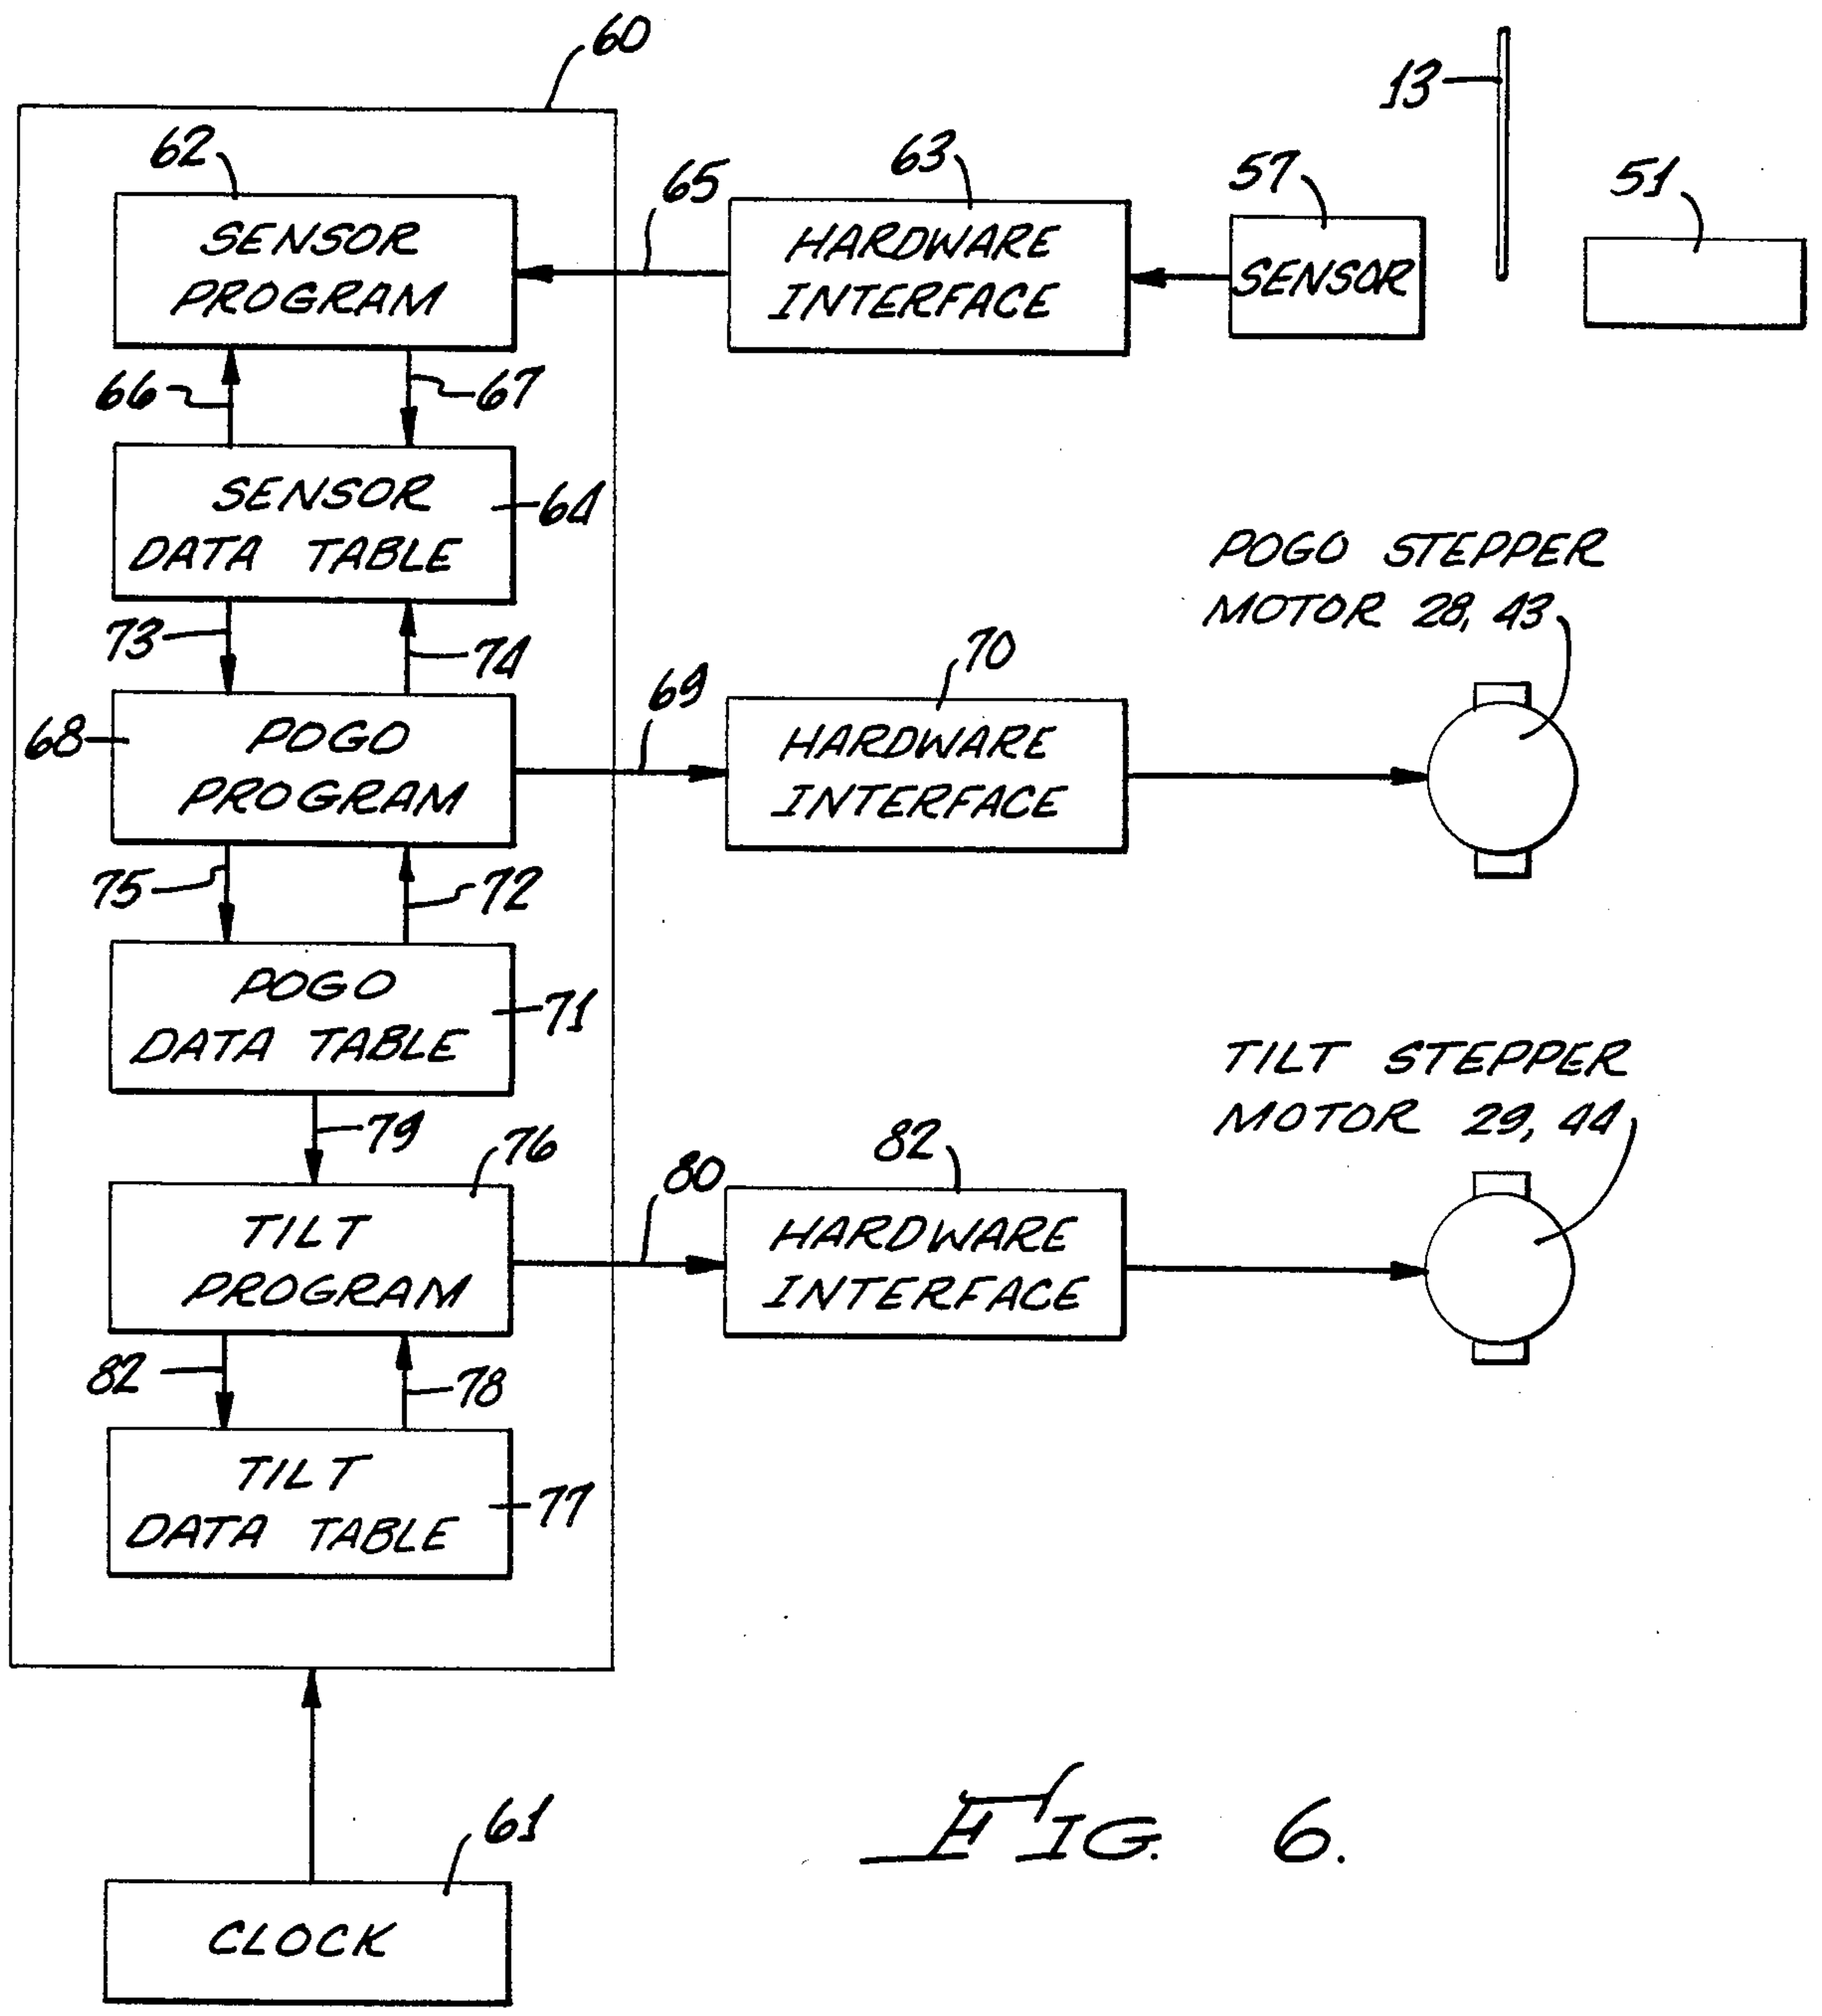 60
13
62
63
57
51
65
SENSOR
PROGRAM
HARDWARE
INTERFACE
SENSOR
66
67
SENSOR
DATA TABLE
64
POGO STEPPER
MOTOR 28, 43
73
74
69
70
68
POGO
PROGRAM
HARDWARE
INTERFACE
75
72
POGO
DATA TABLE
71
TILT STEPPER
MOTOR 29, 44
79
76
80
82
TILT
PROGRAM
HARDWARE
INTERFACE
82
78
TILT
DATA TABLE
77
61
CLOCK
FIG. 6.